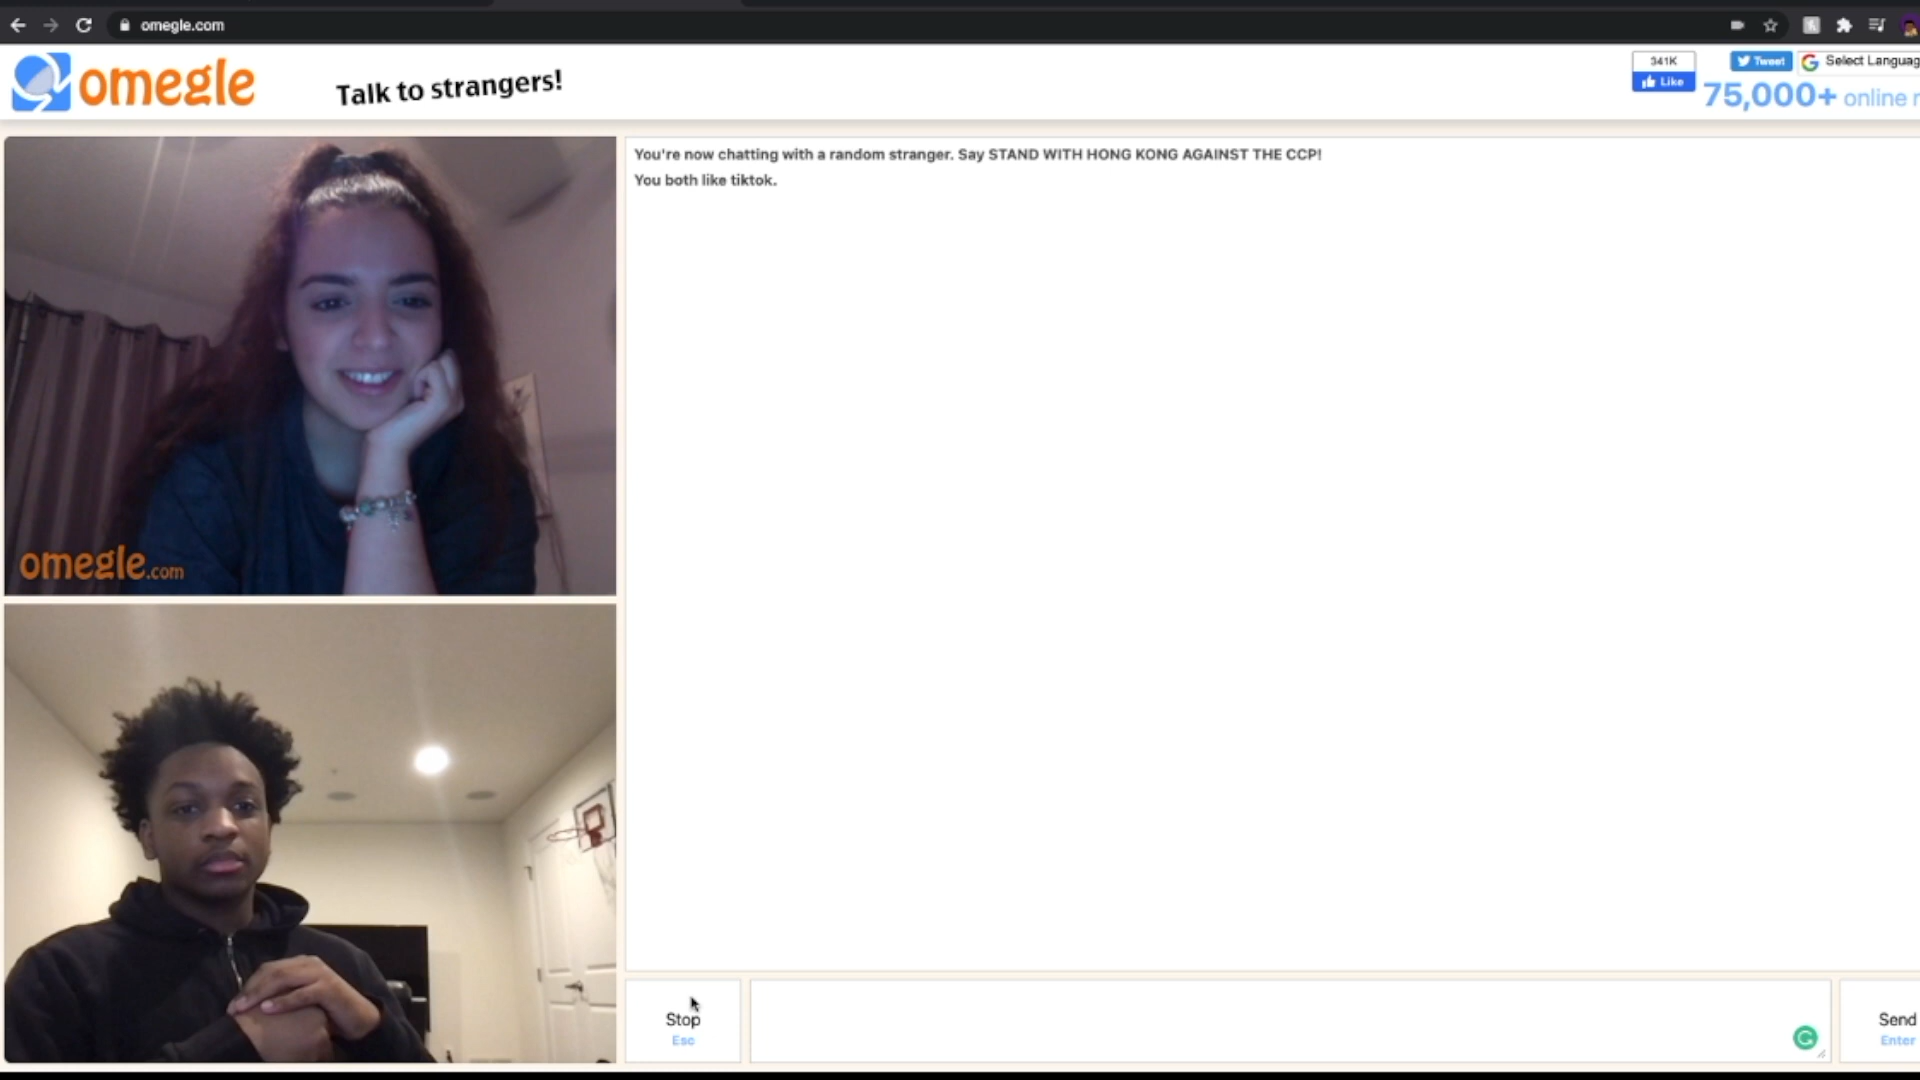 omegle.com
omegle
Talk to strangers!
341K
Like
Tweet
Select Languag
75,000+ online
You're now chatting with a random stranger. Say STAND WITH HONG KONG AGAINST THE CCP!
You both like tiktok.
omegle.com
Stop
Esc
Send
Enter